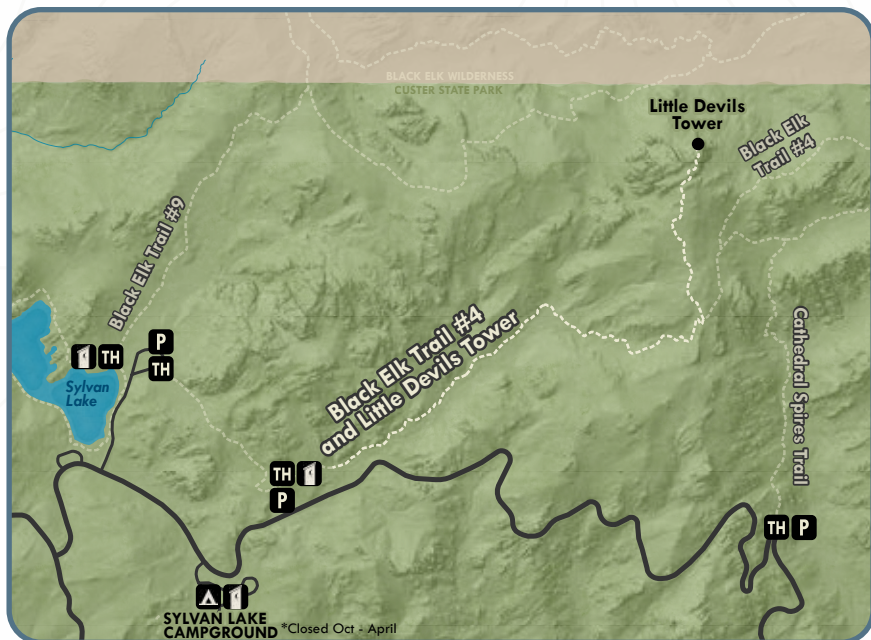 BLACK ELK WILDERNESS
CUSTER STATE PARK
Little Devils
Tower
Black Elk
Trail #4
Black Elk Trail #9
P
TH
TH
Sylvan
Lake
Black Elk Trail #4
and Little Devils Tower
Cathedral Spires Trail
TH
P
TH P
SYLVAN LAKE
CAMPGROUND *Closed Oct - April